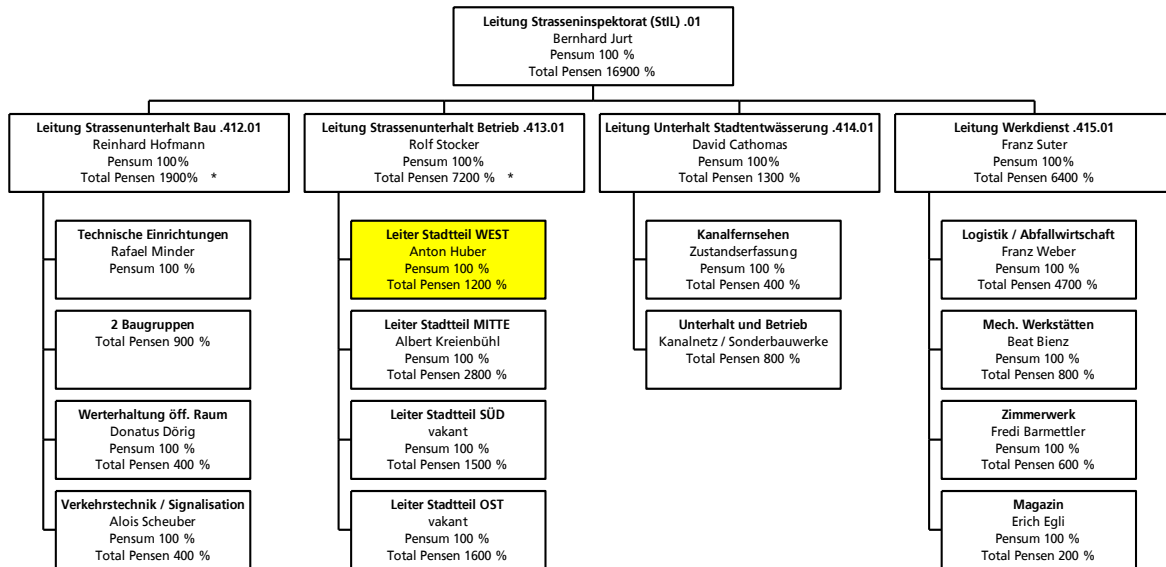 Leitung Strasseninspektorat (StIL) .01
Bernhard Jurt
Pensum 100 %
Total Pensen 16900 %
Leitung Strassenunterhalt Bau .412.01
Reinhard Hofmann
Pensum 100%
Total Pensen 1900% *
Technische Einrichtungen
Rafael Minder
Pensum 100 %
2 Baugruppen
Total Pensen 900 %
Werterhaltung öff. Raum
Donatus Dörig
Pensum 100 %
Total Pensen 400 %
Verkehrstechnik / Signalisation
Alois Scheuber
Pensum 100 %
Total Pensen 400 %
Leitung Strassenunterhalt Betrieb .413.01
Rolf Stocker
Pensum 100%
Total Pensen 7200 % *
Leiter Stadtteil WEST
Anton Huber
Pensum 100 %
Total Pensen 1200 %
Leiter Stadtteil MITTE
Albert Kreienbühl
Pensum 100 %
Total Pensen 2800 %
Leiter Stadtteil SÜD
vakant
Pensum 100 %
Total Pensen 1500 %
Leiter Stadtteil OST
vakant
Pensum 100 %
Total Pensen 1600 %
Leitung Unterhalt Stadtentwässerung .414.01
David Cathomas
Pensum 100%
Total Pensen 1300 %
Kanalfernsehen
Zustandserfassung
Pensum 100 %
Total Pensen 400 %
Unterhalt und Betrieb
Kanalnetz / Sonderbauwerke
Total Pensen 800 %
Leitung Werkdienst .415.01
Franz Suter
Pensum 100%
Total Pensen 6400 %
Logistik / Abfallwirtschaft
Franz Weber
Pensum 100 %
Total Pensen 4700 %
Mech. Werkstätten
Beat Bienz
Pensum 100 %
Total Pensen 800 %
Zimmerwerk
Fredi Barmettler
Pensum 100 %
Total Pensen 600 %
Magazin
Erich Egli
Pensum 100 %
Total Pensen 200 %